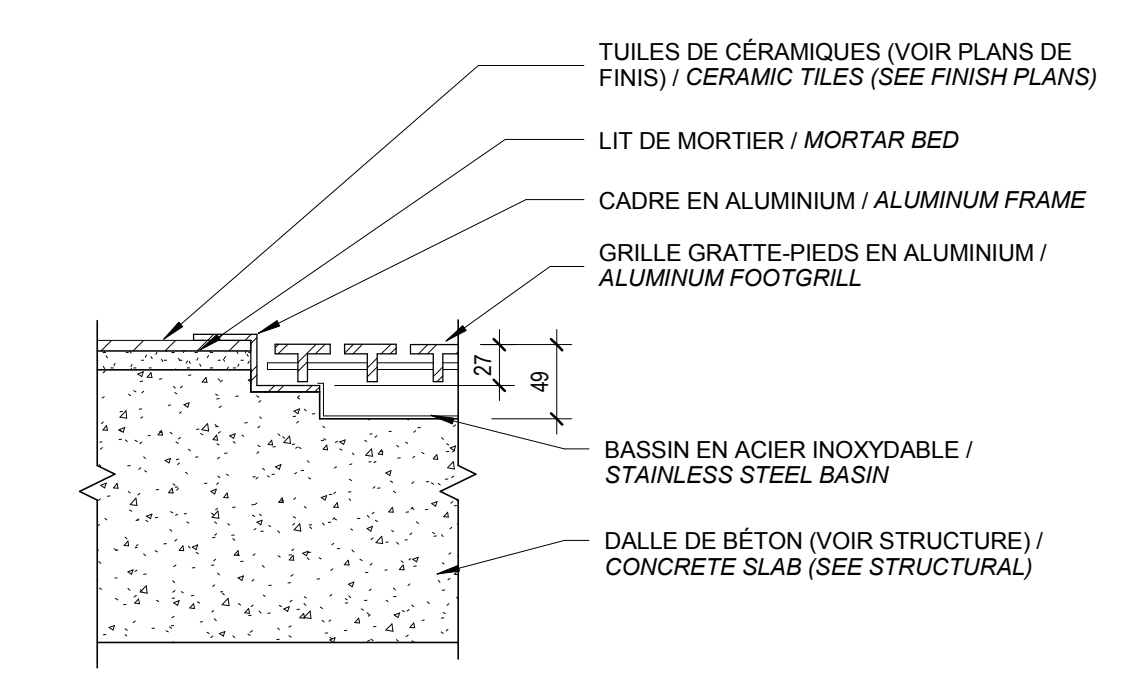 TUILES DE CÉRAMIQUES (VOIR PLANS DE
FINIS) / CERAMIC TILES (SEE FINISH PLANS)
LIT DE MORTIER / MORTAR BED
CADRE EN ALUMINIUM / ALUMINUM FRAME
GRILLE GRATTE-PIEDS EN ALUMINIUM /
ALUMINUM FOOTGRILL
27
49
BASSIN EN ACIER INOXYDABLE /
STAINLESS STEEL BASIN
DALLE DE BÉTON (VOIR STRUCTURE) /
CONCRETE SLAB (SEE STRUCTURAL)